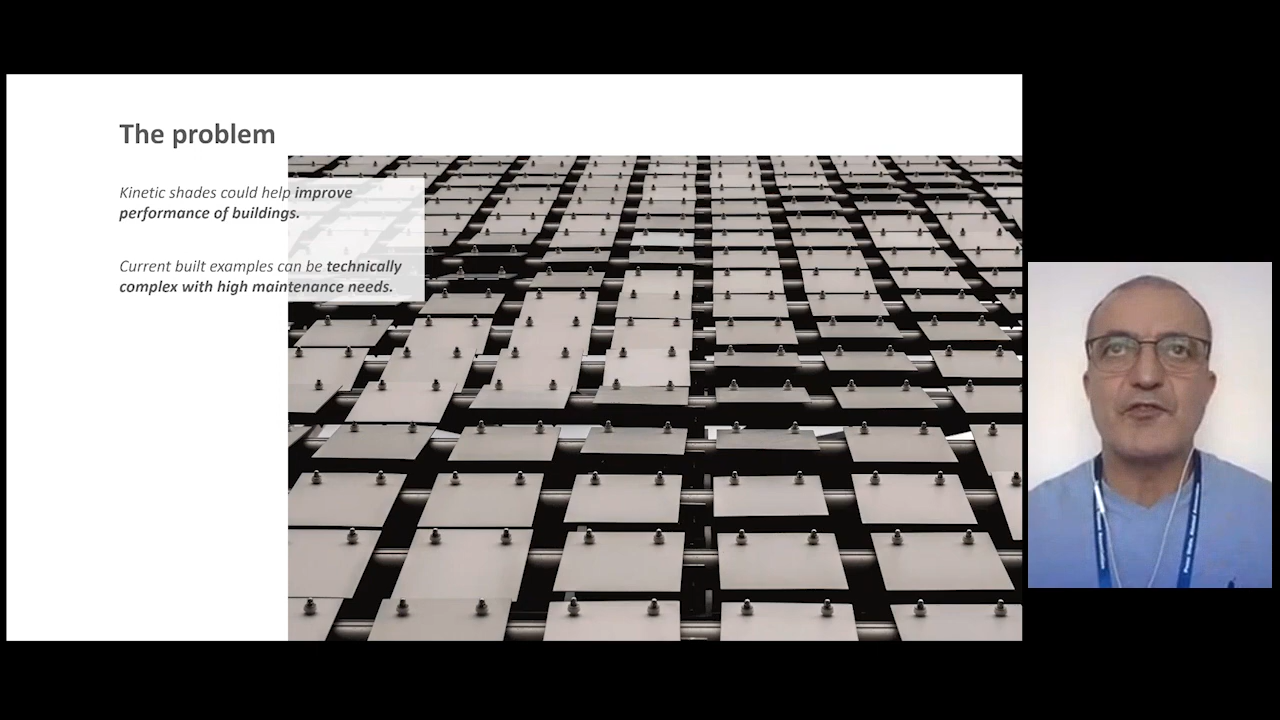 The problem
Kinetic shades could help improve
performance of buildings.
Current built examples can be technically
complex with high maintenance needs.